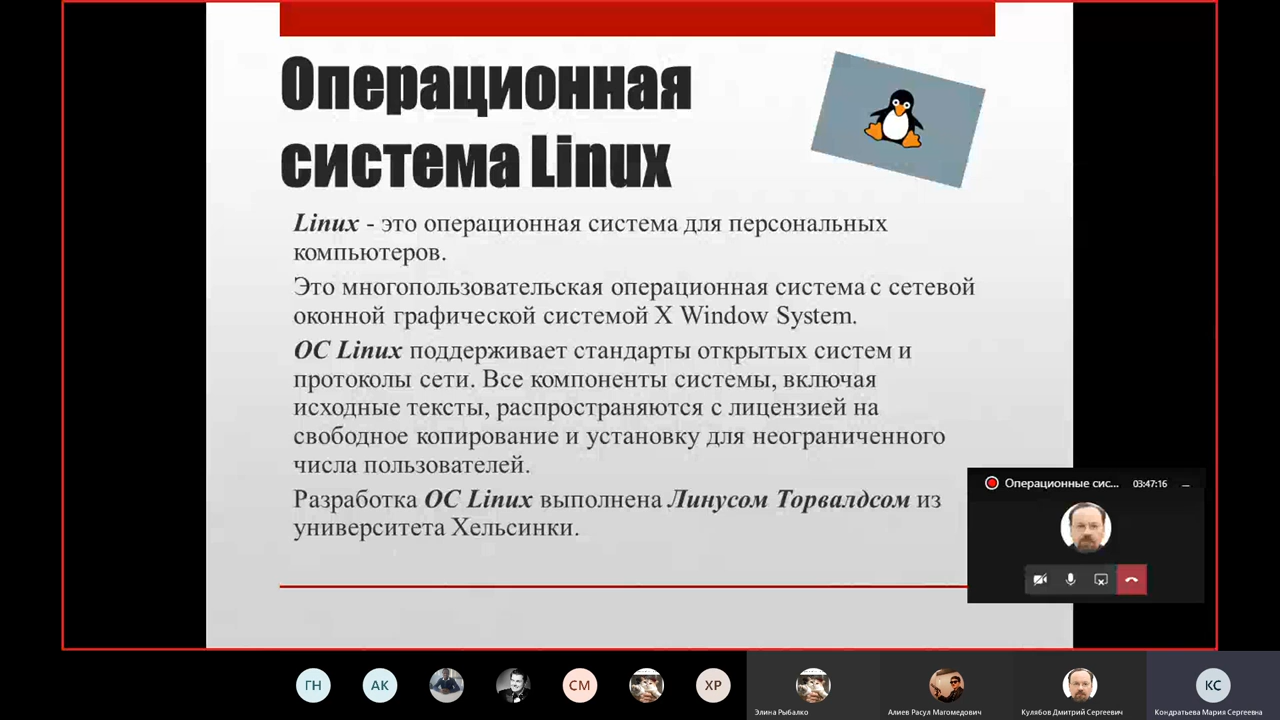 Операционная
система Linux
Linux - это операционная система для персональных
компьютеров.
Это многопользовательская операционная система с сетевой
оконной графической системой X Window System.
ОС Linux поддерживает стандарты открытых систем и
протоколы сети. Все компоненты системы, включая
исходные тексты, распространяются с лицензией на
свободное копирование и установку для неограниченного
числа пользователей.
Разработка ОС Linux выполнена Линусом Торвалдсом из
университета Хельсинки.
Операционные сис... 03:47:16
ГН АК СМ ХР КС
Элина Рыбалко Алиев Расул Магомедович Кулябов Дмитрий Сергеевич Кондратьева Мария Сергеевна